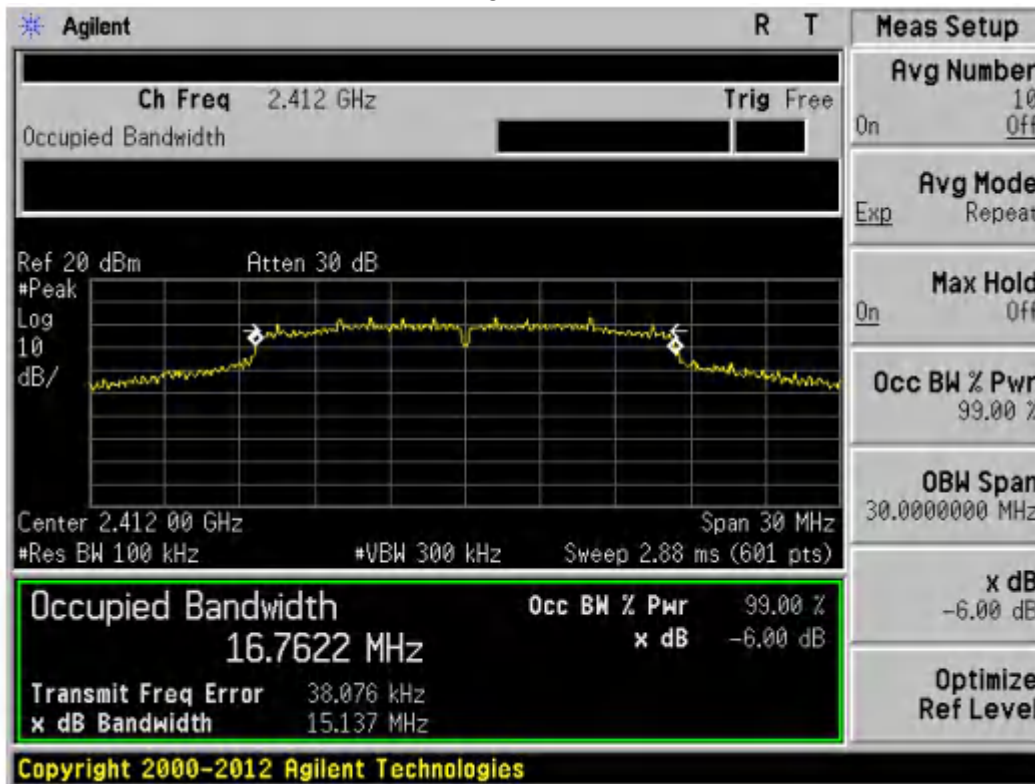 Agilent R T
Ch Freq 2.412 GHz Trig Free
Occupied Bandwidth
Ref 20 dBm Atten 30 dB
#Peak
Log
10
dB/
Center 2.412 00 GHz Span 30 MHz
#Res BW 100 kHz #VBW 300 kHz Sweep 2.88 ms (601 pts)
Occupied Bandwidth Occ BW % Pwr 99.00 %
16.7622 MHz x dB -6.00 dB
Transmit Freq Error 38.076 kHz
x dB Bandwidth 15.137 MHz
Copyright 2000-2012 Agilent Technologies
Meas Setup
Avg Number
10
On Off
Avg Mode
Exp Repeat
Max Hold
On Off
Occ BW % Pwr
99.00 %
OBW Span
30.0000000 MHz
x dB
-6.00 dB
Optimize
Ref Level